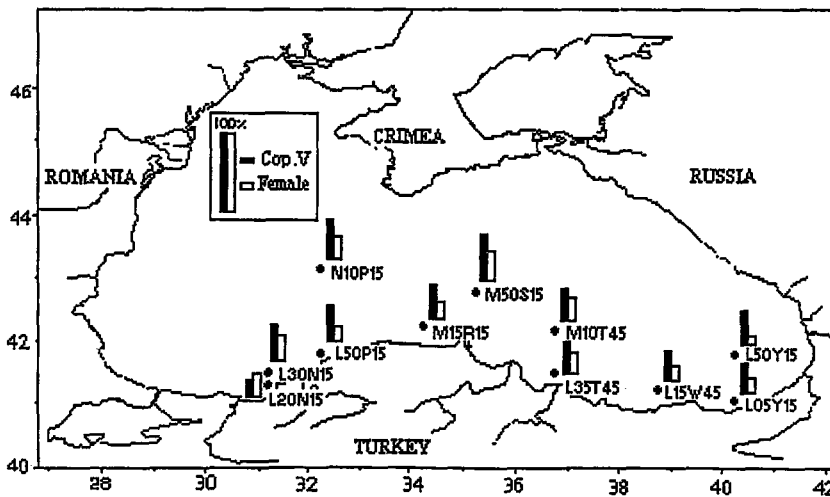 46
44
42
41
40
28
30
32
34
36
38
40
42
100%
Cop.V
Female
ROMANIA
CRIMEA
RUSSIA
TURKEY
N10P15
M50S15
M15R15
M10T45
L50P15
L50Y15
L30N15
L20N15
L35T45
L15W45
L05Y15